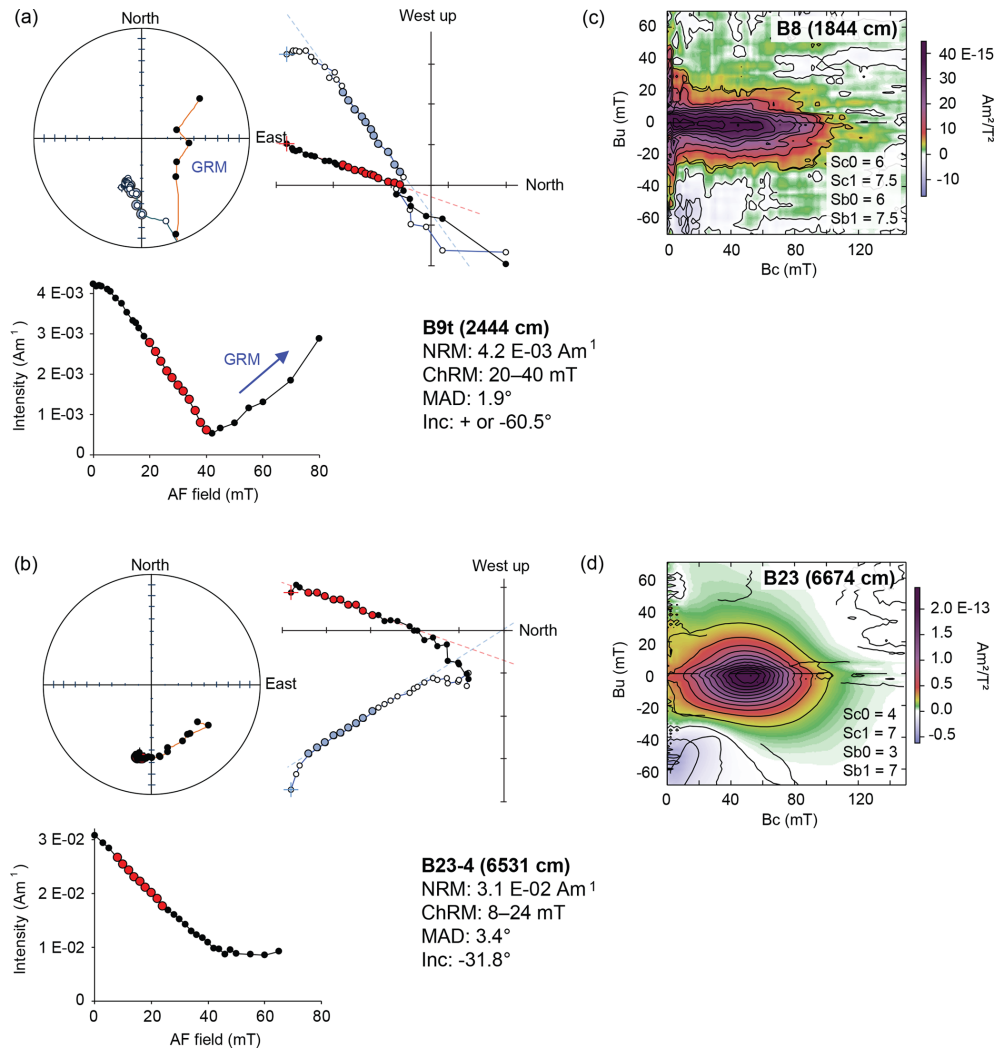 (a)
North
East
GRM
West up
North
Intensity (Am¹)
4 E-03
3 E-03
2 E-03
1 E-03
0
GRM
0 20 40 60 80
AF field (mT)
B9t (2444 cm)
NRM: 4.2 E-03 Am¹
ChRM: 20–40 mT
MAD: 1.9°
Inc: + or -60.5°
(c)
B8 (1844 cm)
Bu (mT)
60
40
20
0
-20
-40
-60
Sc0 = 6
Sc1 = 7.5
Sb0 = 6
Sb1 = 7.5
0 40 80 120
Bc (mT)
40 E-15
30
20
10
0
-10
Am²/T²
(b)
North
East
West up
North
Intensity (Am¹)
3 E-02
2 E-02
1 E-02
0
0 20 40 60 80
AF field (mT)
B23-4 (6531 cm)
NRM: 3.1 E-02 Am¹
ChRM: 8–24 mT
MAD: 3.4°
Inc: -31.8°
(d)
B23 (6674 cm)
Bu (mT)
60
40
20
0
-20
-40
-60
Sc0 = 4
Sc1 = 7
Sb0 = 3
Sb1 = 7
0 40 80 120
Bc (mT)
2.0 E-13
1.5
1.0
0.5
0.0
-0.5
Am²/T²